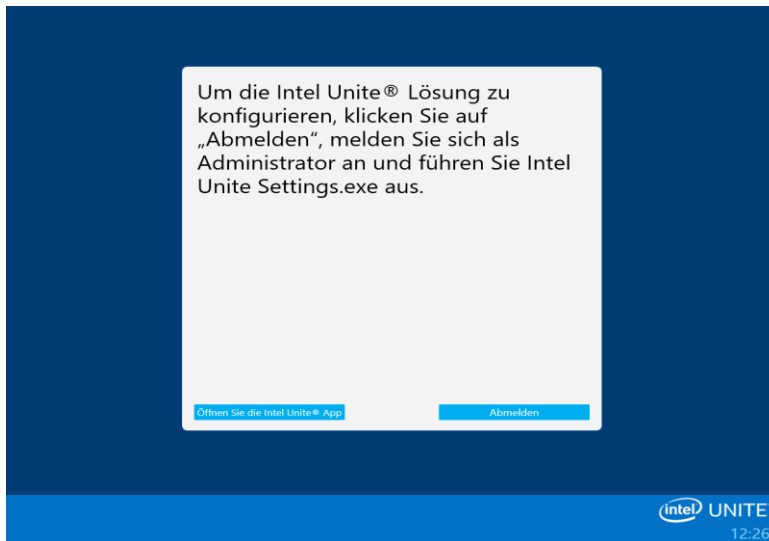 Um die Intel Unite® Lösung zu
konfigurieren, klicken Sie auf
„Abmelden“, melden Sie sich als
Administrator an und führen Sie Intel
Unite Settings.exe aus.
Öffnen Sie die Intel Unite® App
Abmelden
intel UNITE
12:26